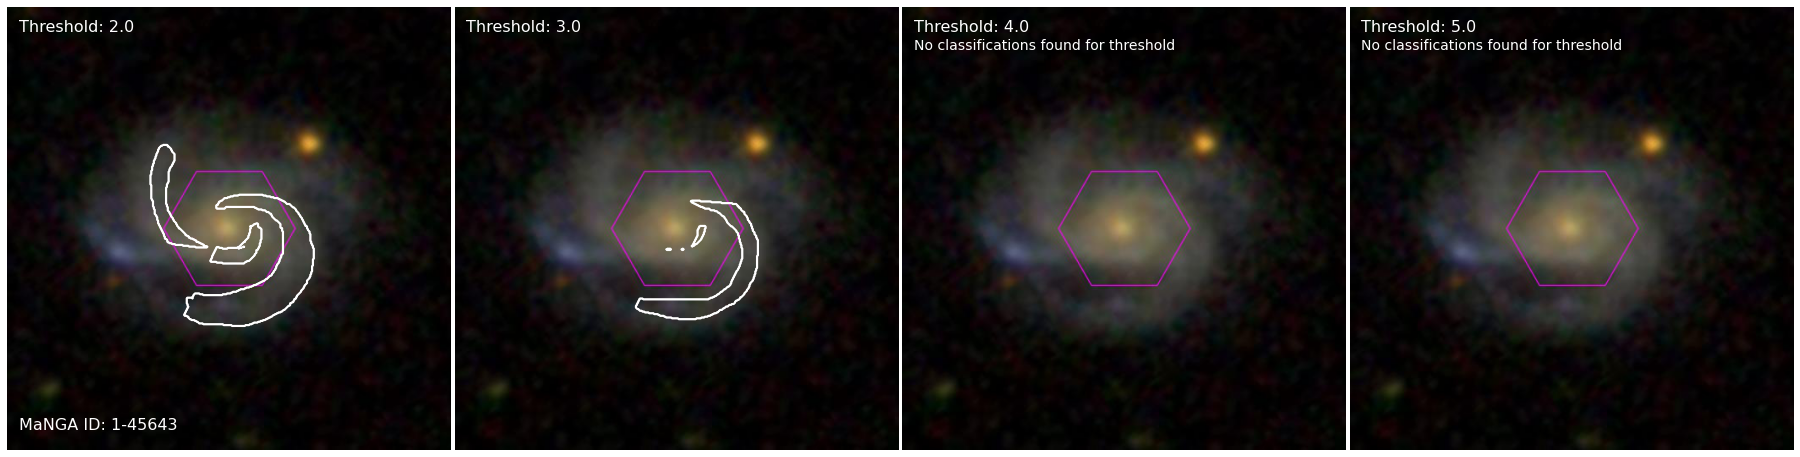 Threshold: 2.0
MaNGA ID: 1-45643
Threshold: 3.0
Threshold: 4.0
No classifications found for threshold
Threshold: 5.0
No classifications found for threshold